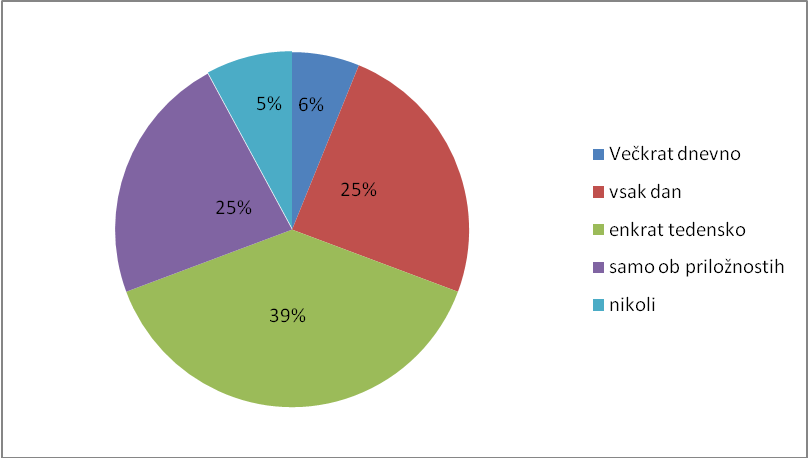 5%
6%
25%
25%
39%
Večkrat dnevno
vsak dan
enkrat tedensko
samo ob priložnostih
nikoli